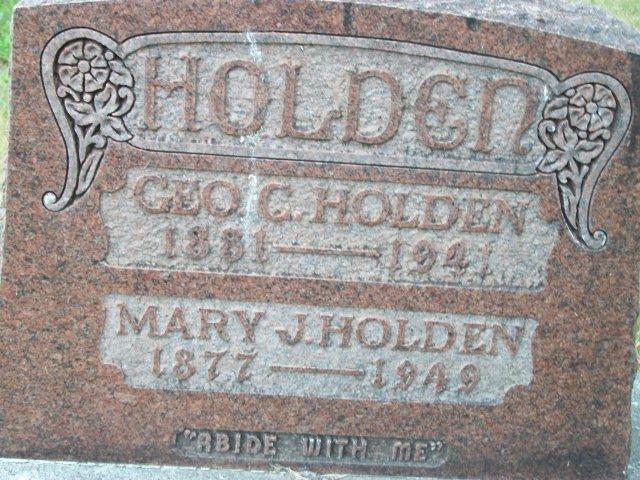 HOLDEN
GEO. C. HOLDEN
1881 — 1941
MARY J. HOLDEN
1877 — 1949
"ABIDE WITH ME"